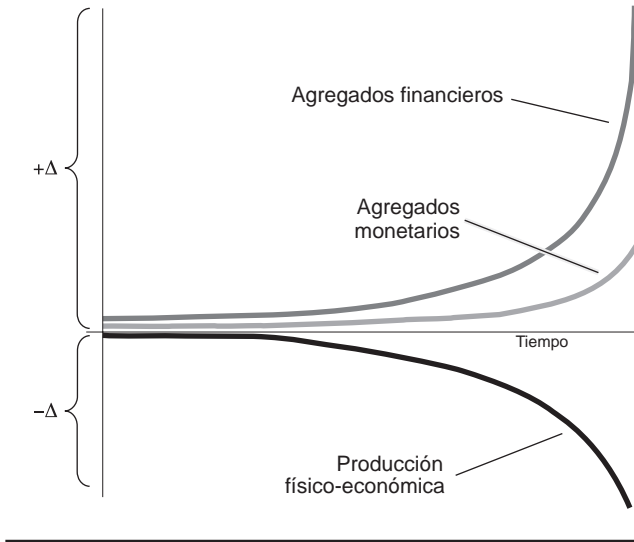 Agregados financieros
+Δ
Agregados
monetarios
Tiempo
−Δ
Producción
físico-económica